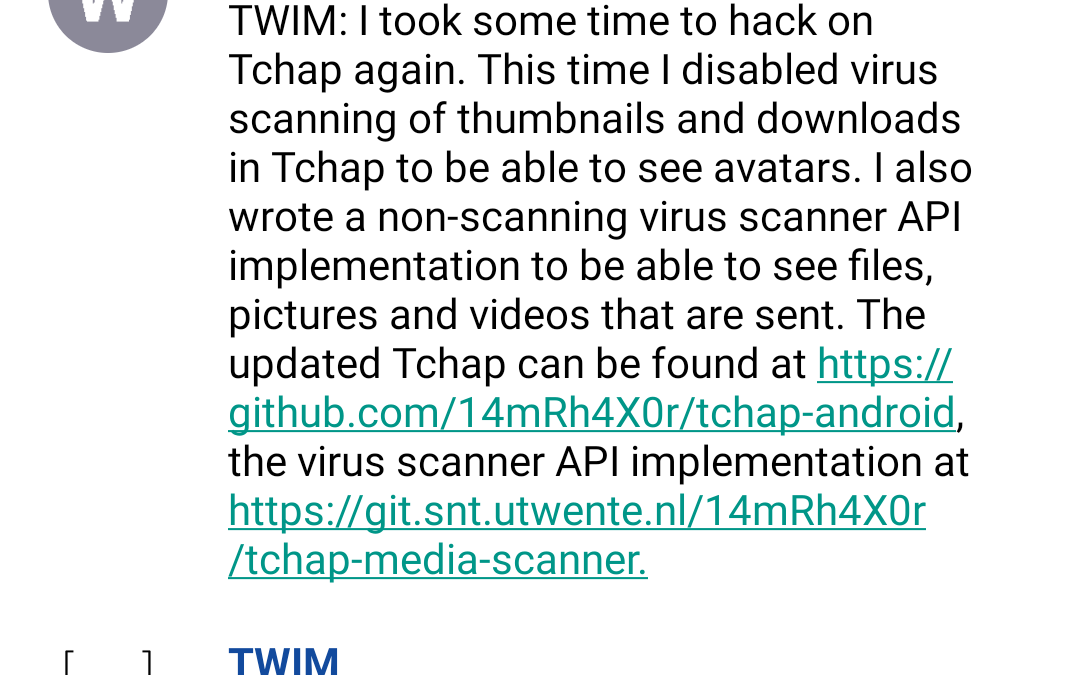 W
TWIM: I took some time to hack on
Tchap again. This time I disabled virus
scanning of thumbnails and downloads
in Tchap to be able to see avatars. I also
wrote a non-scanning virus scanner API
implementation to be able to see files,
pictures and videos that are sent. The
updated Tchap can be found at https://
github.com/14mRh4X0r/tchap-android,
the virus scanner API implementation at
https://git.snt.utwente.nl/14mRh4X0r
/tchap-media-scanner.
[ ] TWIM